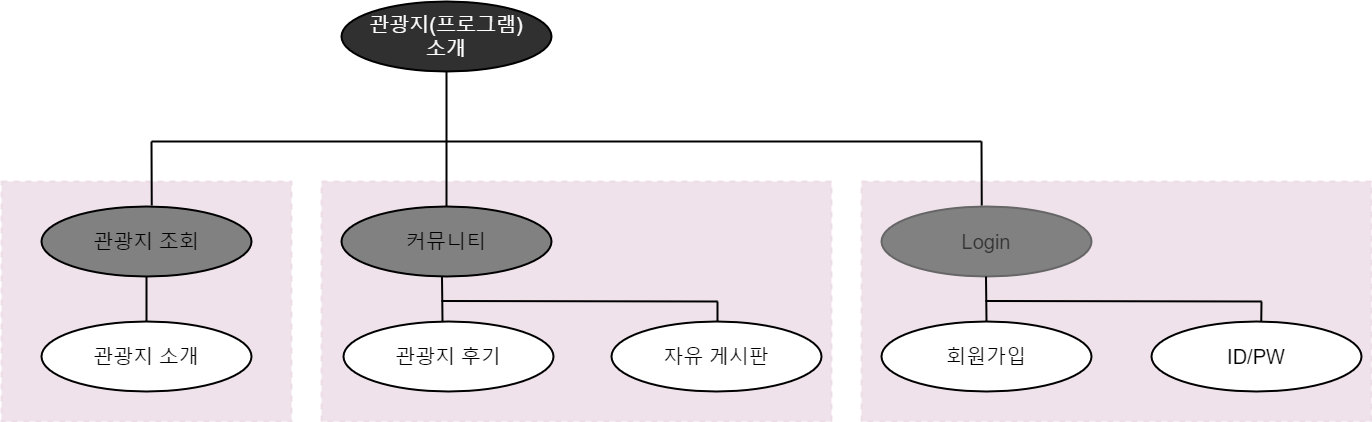 관광지(프로그램)
소개
관광지 조회
커뮤니티
Login
관광지 소개
관광지 후기
자유 게시판
회원가입
ID/PW